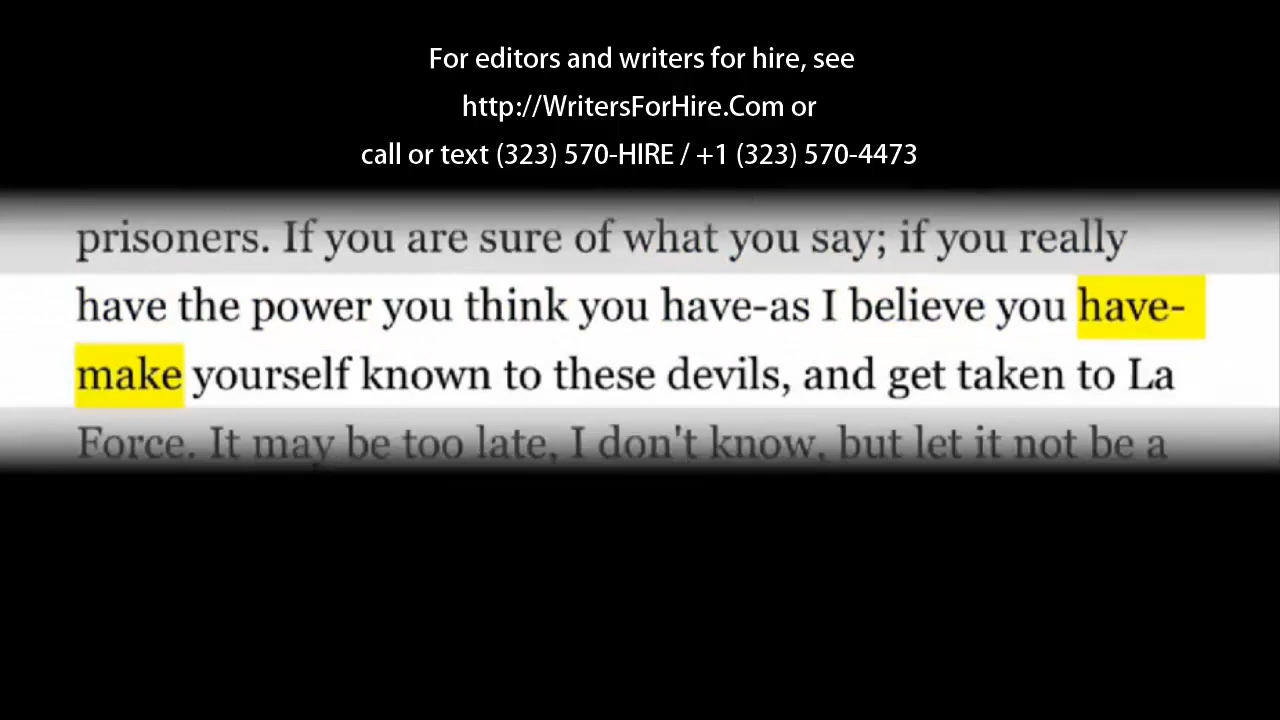 For editors and writers for hire, see
http://WritersForHire.Com or
call or text (323) 570-HIRE / +1 (323) 570-4473
prisoners. If you are sure of what you say; if you really
have the power you think you have-as I believe you have-
make yourself known to these devils, and get taken to La
Force. It may be too late, I don't know, but let it not be a